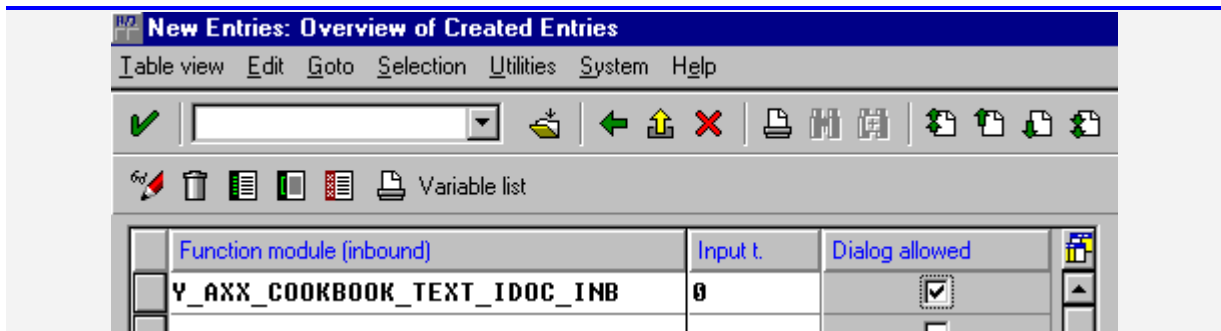 New Entries: Overview of Created Entries
Table view Edit Goto Selection Utilities System Help
Variable list
Function module (inbound) Input t. Dialog allowed
Y_AXX_COOKBOOK_TEXT_IDOC_INB 0